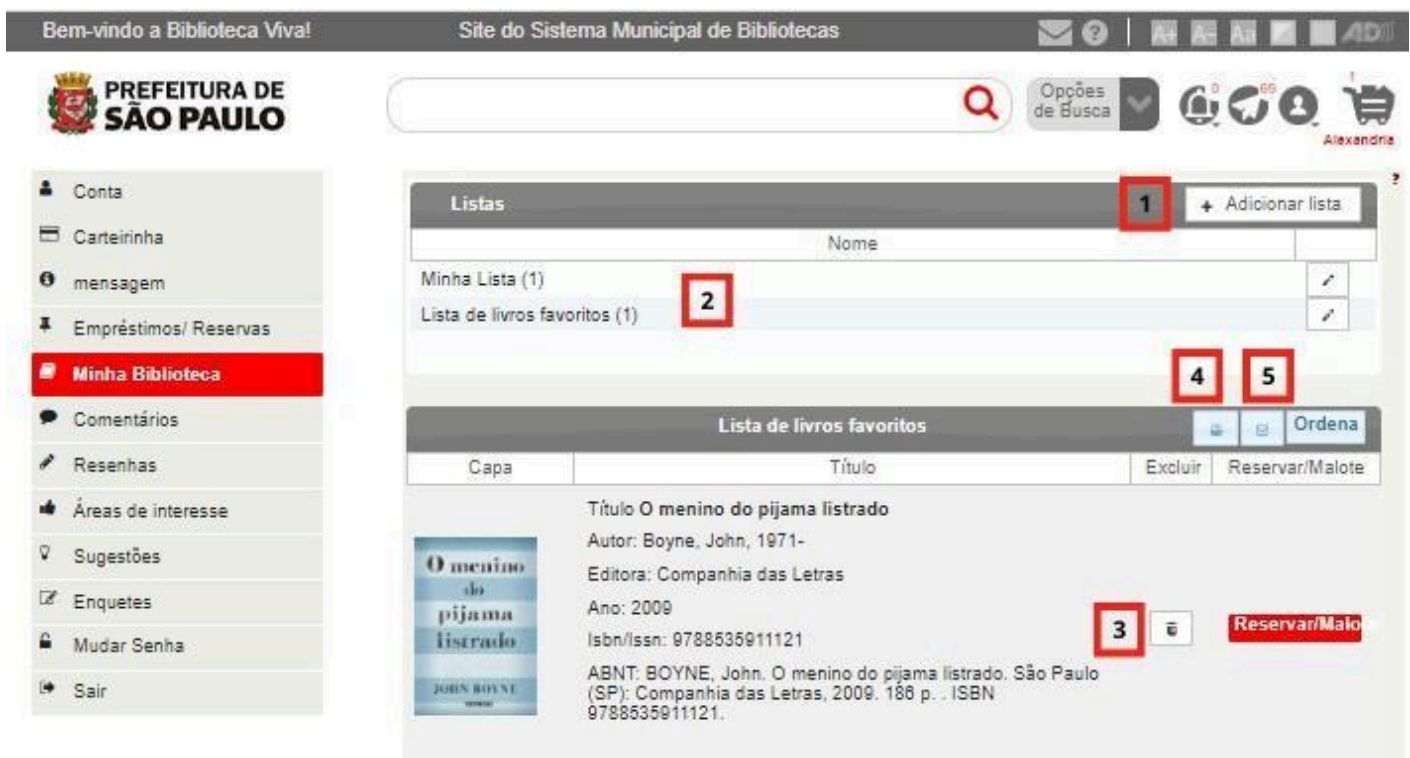 Bem-vindo a Biblioteca Viva! Site do Sistema Municipal de Bibliotecas A+ A- Aa
PREFEITURA DE
SÃO PAULO
Opções
de Busca
0
65
1
Alexandria
?
Conta
Carteirinha
mensagem
Empréstimos/ Reservas
Minha Biblioteca
Comentários
Resenhas
Áreas de interesse
Sugestões
Enquetes
Mudar Senha
Sair
Listas 1 + Adicionar lista
Nome
Minha Lista (1)
2
Lista de livros favoritos (1)
4 5
Lista de livros favoritos Ordena
Capa Título Excluir Reservar/Malote
O menino
do
pijama
listrado
JOHN BOYNE
Título O menino do pijama listrado
Autor: Boyne, John, 1971-
Editora: Companhia das Letras
Ano: 2009
Isbn/Issn: 9788535911121
ABNT: BOYNE, John. O menino do pijama listrado. São Paulo
(SP): Companhia das Letras, 2009. 186 p. . ISBN
9788535911121.
3 Reservar/Malo